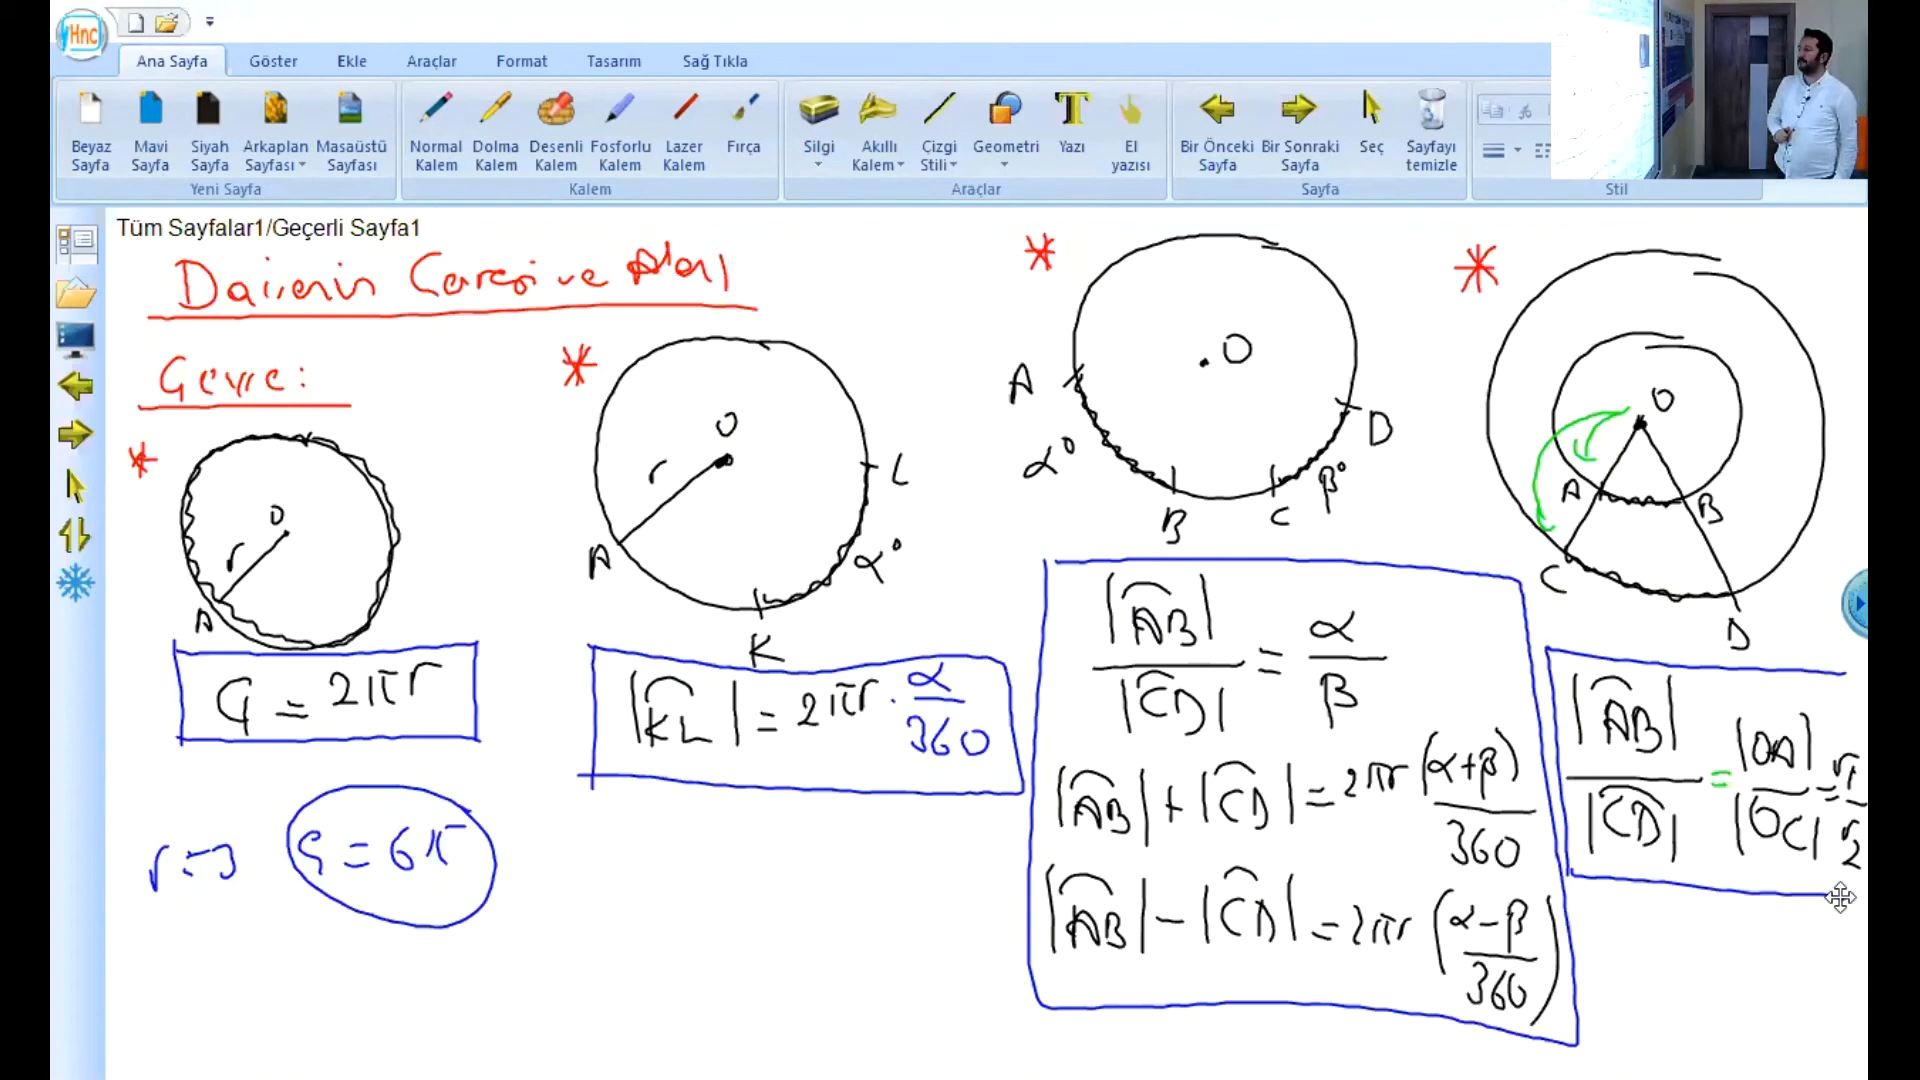 Hnc
Ana Sayfa Göster Ekle Araçlar Format Tasarım Sağ Tıkla
Beyaz Sayfa
Mavi Sayfa
Siyah Sayfa
Arkaplan Sayfası
Masaüstü Sayfası
Yeni Sayfa
Normal Kalem
Dolma Kalem
Desenli Kalem
Fosforlu Kalem
Lazer Kalem
Fırça
Kalem
Silgi
Akıllı Kalem
Çizgi Stili
Geometri
Yazı
El yazısı
Araçlar
Bir Önceki Sayfa
Bir Sonraki Sayfa
Seç
Sayfayı temizle
Sayfa
Stil
Tüm Sayfalar1/Geçerli Sayfa1
Dairenin Çevresi ve Alanı
Çevre:
*
O
r
A
Ç = 2πr
r = 3
Ç = 6π
*
O
r
A
L
α°
K
|KL| = 2πr · α/360
*
O
A
D
α°
β°
B
C
|AB|/|CD| = α/β
|AB| + |CD| = 2πr (α+β)/360
|AB| − |CD| = 2πr (α−β/360)
*
O
A
B
C
D
|AB|/|CD| = |OA|/|OC| = r1/r2